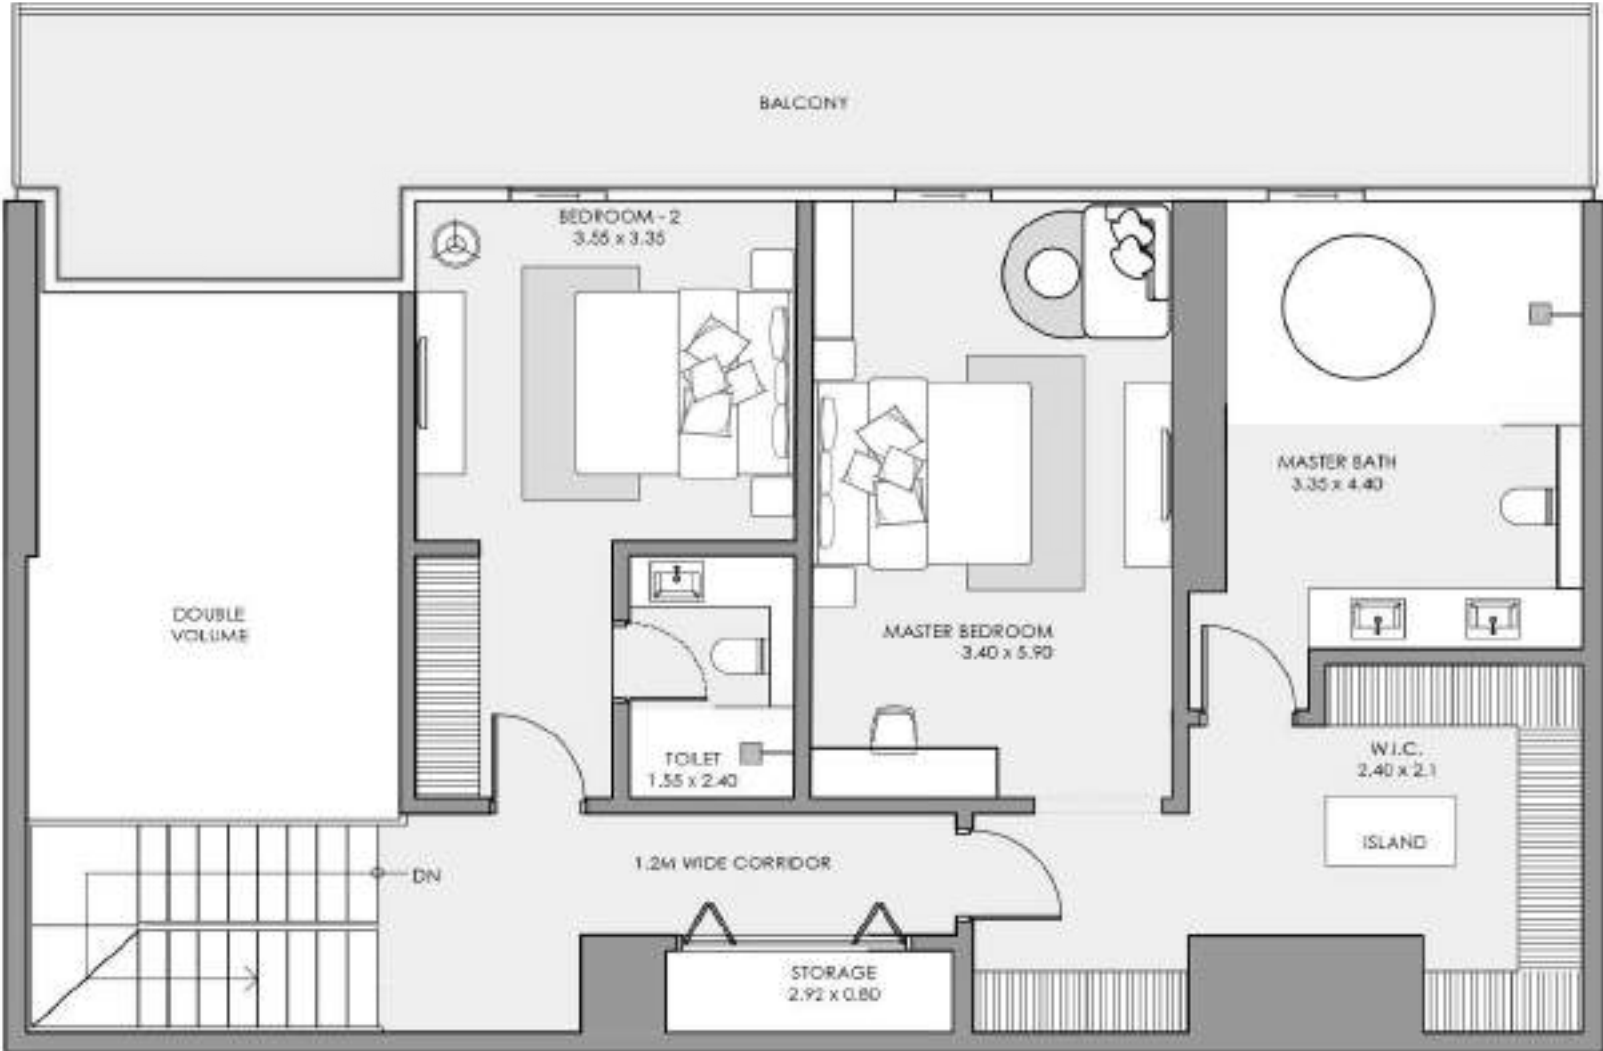 BALCONY
BEDROOM - 2
3.55 x 3.35
MASTER BATH
3.35 x 4.40
DOUBLE
VOLUME
MASTER BEDROOM
3.40 x 5.90
TOILET
1.55 x 2.40
W.I.C.
2.40 x 2.1
ISLAND
1.2M WIDE CORRIDOR
DN
STORAGE
2.92 x 0.80